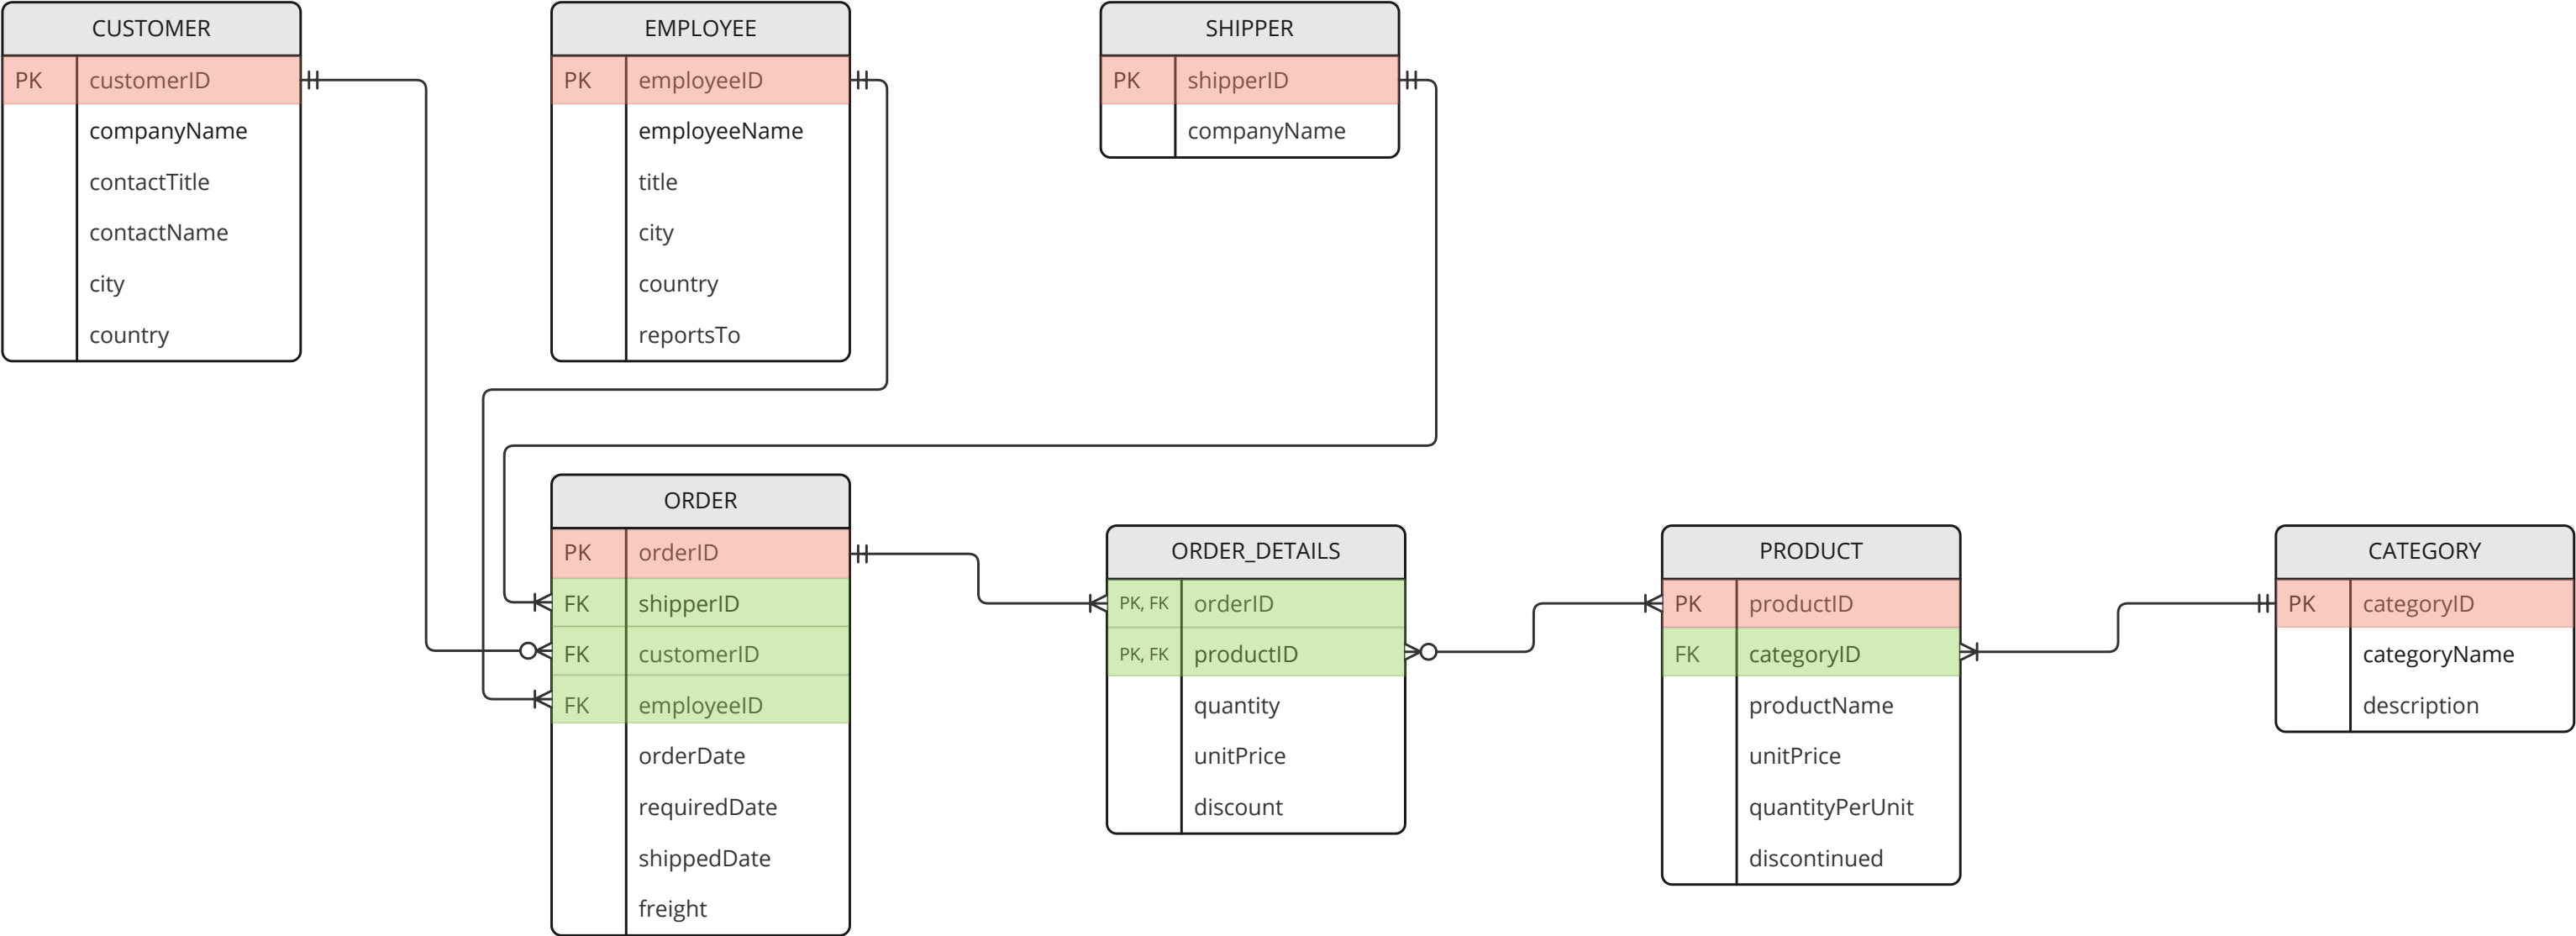 CUSTOMER
PK customerID
companyName
contactTitle
contactName
city
country
EMPLOYEE
PK employeeID
employeeName
title
city
country
reportsTo
SHIPPER
PK shipperID
companyName
ORDER
PK orderID
FK shipperID
FK customerID
FK employeeID
orderDate
requiredDate
shippedDate
freight
ORDER_DETAILS
PK, FK orderID
PK, FK productID
quantity
unitPrice
discount
PRODUCT
PK productID
FK categoryID
productName
unitPrice
quantityPerUnit
discontinued
CATEGORY
PK categoryID
categoryName
description